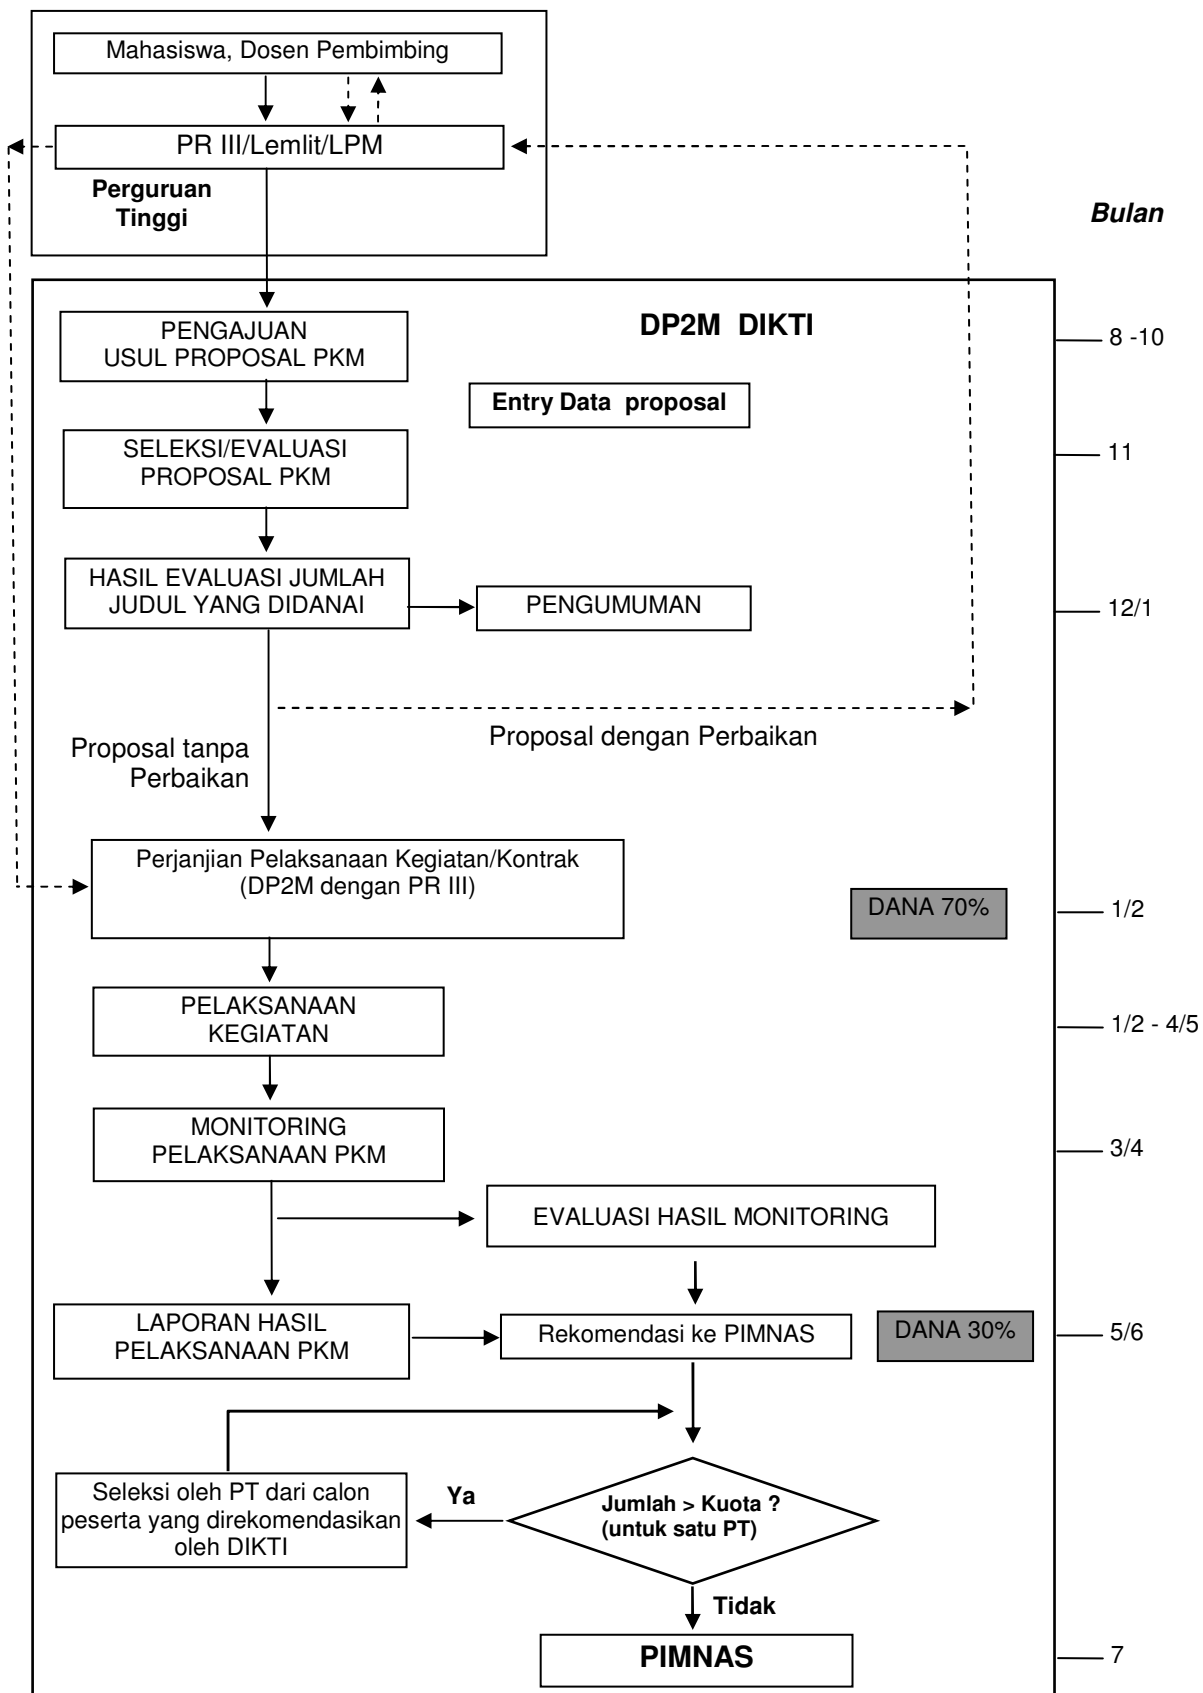 Mahasiswa, Dosen Pembimbing
PR III/Lemlit/LPM
Perguruan
Tinggi
Bulan
DP2M  DIKTI
PENGAJUAN
USUL PROPOSAL PKM
8 -10
Entry Data  proposal
SELEKSI/EVALUASI
PROPOSAL PKM
11
HASIL EVALUASI JUMLAH
JUDUL YANG DIDANAI
PENGUMUMAN
12/1
Proposal dengan Perbaikan
Proposal tanpa
Perbaikan
Perjanjian Pelaksanaan Kegiatan/Kontrak
(DP2M dengan PR III)
DANA 70%
1/2
PELAKSANAAN
KEGIATAN
1/2 - 4/5
MONITORING
PELAKSANAAN PKM
3/4
EVALUASI HASIL MONITORING
LAPORAN HASIL
PELAKSANAAN PKM
Rekomendasi ke PIMNAS
DANA 30%
5/6
Seleksi oleh PT dari calon
peserta yang direkomendasikan
oleh DIKTI
Ya
Jumlah > Kuota ?
(untuk satu PT)
Tidak
PIMNAS
7